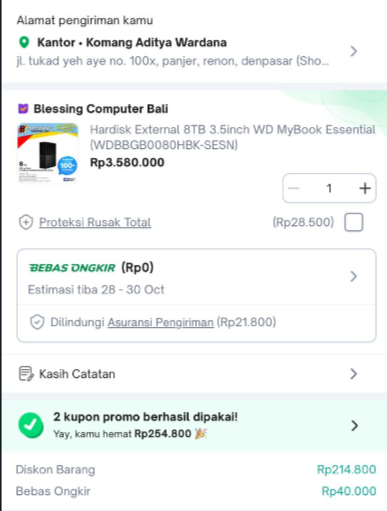 Alamat pengiriman kamu
Kantor • Komang Aditya Wardana
jl. tukad yeh aye no. 100x, panjer, renon, denpasar (Sho...
Blessing Computer Bali
Hardisk External 8TB 3.5inch WD MyBook Essential
(WDBBGB0080HBK-SESN)
Rp3.580.000
1
Proteksi Rusak Total (Rp28.500)
BEBAS ONGKIR (Rp0)
Estimasi tiba 28 - 30 Oct
Dilindungi Asuransi Pengiriman (Rp21.800)
Kasih Catatan
2 kupon promo berhasil dipakai!
Yay, kamu hemat Rp254.800 🎉
Diskon Barang Rp214.800
Bebas Ongkir Rp40.000